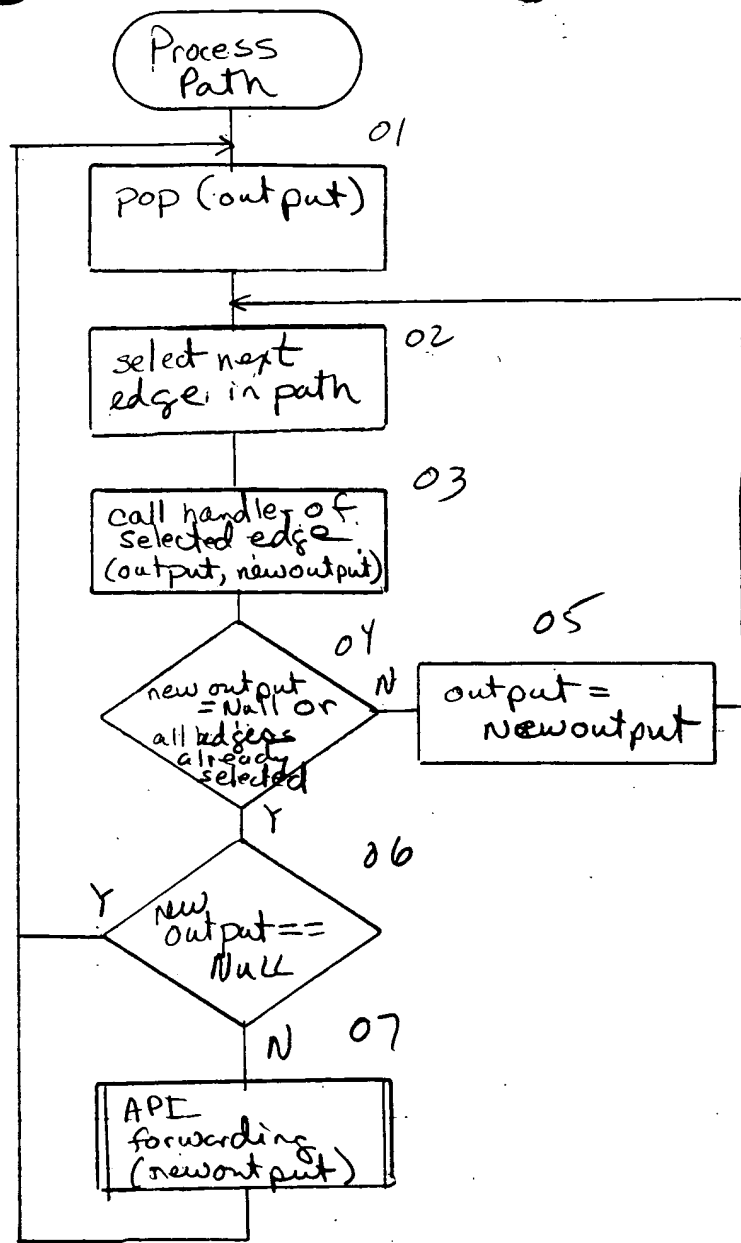 Process
Path
01
pop (output)
02
select next
edge in path
03
call handler of
selected edge
(output, newoutput)
04
new output
= Null or
all edges
already
selected
N
05
output =
Newoutput
Y
06
Y
new
output ==
Null
N
07
API
forwarding
(newoutput)